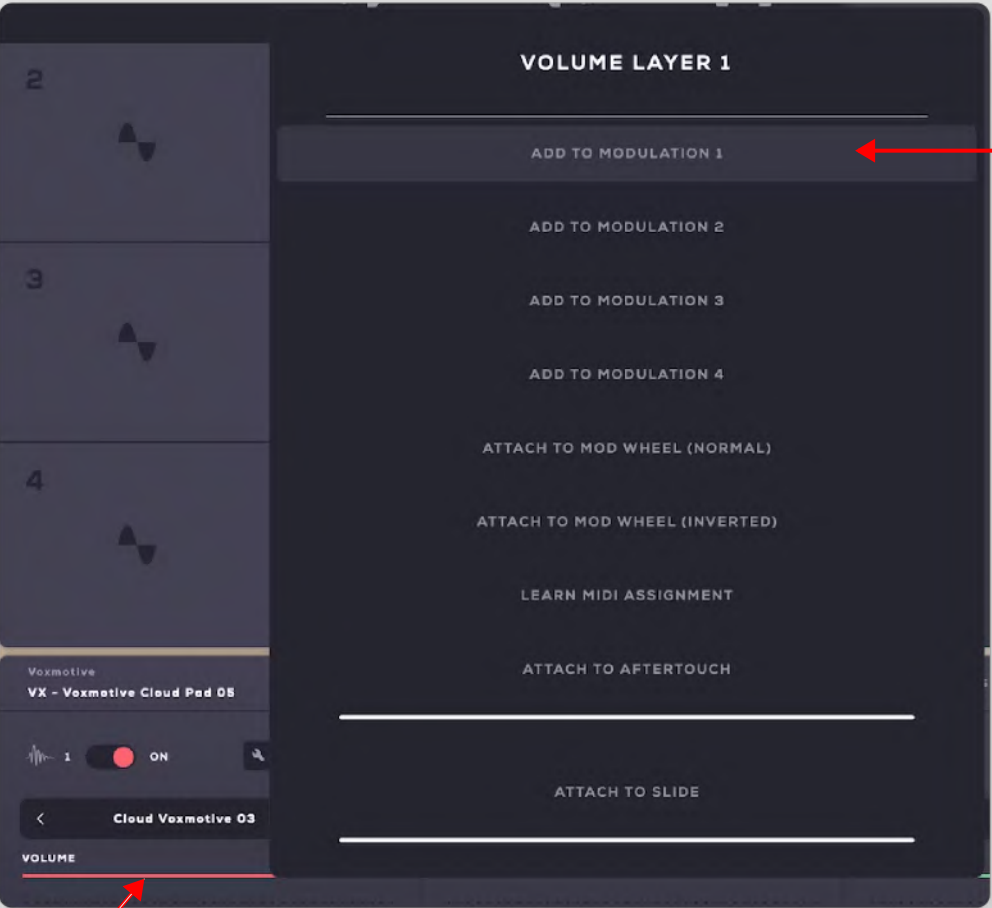 VOLUME LAYER 1
2
ADD TO MODULATION 1
ADD TO MODULATION 2
3
ADD TO MODULATION 3
ADD TO MODULATION 4
ATTACH TO MOD WHEEL (NORMAL)
4
ATTACH TO MOD WHEEL (INVERTED)
LEARN MIDI ASSIGNMENT
ATTACH TO AFTERTOUCH
ATTACH TO SLIDE
Voxmotive
VX - Voxmotive Cloud Pad 05
1 ON
Cloud Voxmotive 03
VOLUME